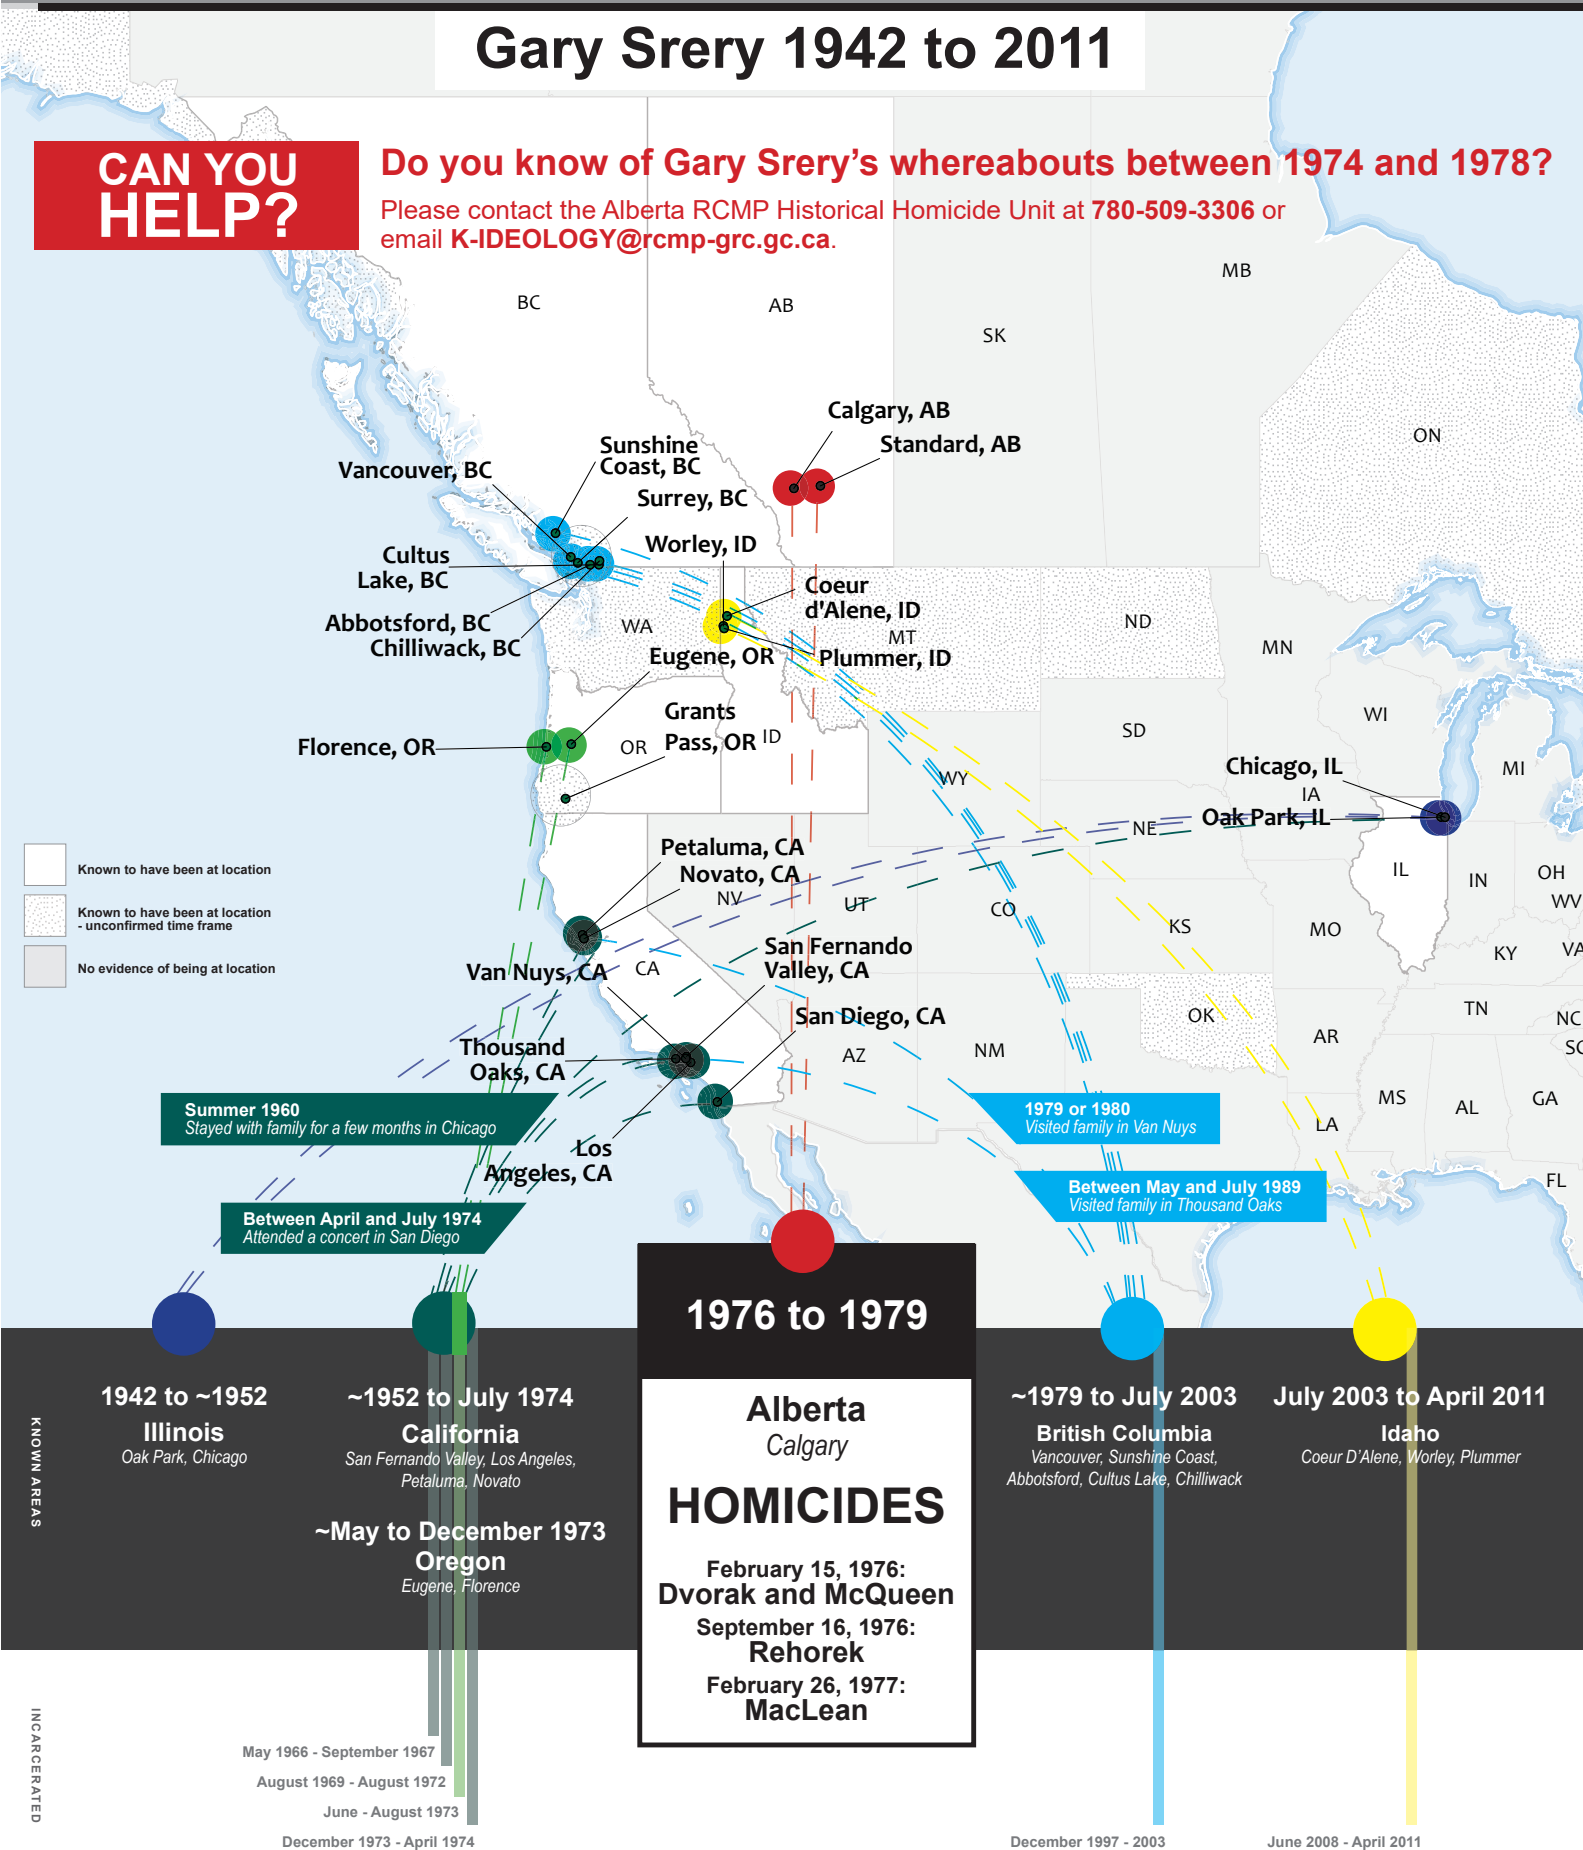 Gary Srery 1942 to 2011
CAN YOU
HELP?
Do you know of Gary Srery's whereabouts between 1974 and 1978?
Please contact the Alberta RCMP Historical Homicide Unit at 780-509-3306 or
email K-IDEOLOGY@rcmp-grc.gc.ca.
BC
AB
SK
MB
ON
Calgary, AB
Standard, AB
Sunshine
Coast, BC
Vancouver, BC
Surrey, BC
Worley, ID
Cultus
Lake, BC
Coeur
d'Alene, ID
Abbotsford, BC
Chilliwack, BC
WA
MT
ND
MN
Eugene, OR
Plummer, ID
Grants
Pass, OR
Florence, OR
OR
ID
SD
WI
WY
MI
Chicago, IL
IA
Oak Park, IL
NE
Petaluma, CA
Novato, CA
NV
UT
CO
KS
MO
IL
IN
OH
WV
KY
VA
Known to have been at location
Known to have been at location
- unconfirmed time frame
No evidence of being at location
San Fernando
Valley, CA
Van Nuys, CA
CA
San Diego, CA
Thousand
Oaks, CA
AZ
NM
OK
AR
TN
NC
SC
MS
AL
GA
LA
FL
Summer 1960
Stayed with family for a few months in Chicago
1979 or 1980
Visited family in Van Nuys
Los
Angeles, CA
Between May and July 1989
Visited family in Thousand Oaks
Between April and July 1974
Attended a concert in San Diego
KNOWN AREAS
1942 to ~1952
Illinois
Oak Park, Chicago
~1952 to July 1974
California
San Fernando Valley, Los Angeles,
Petaluma, Novato
~May to December 1973
Oregon
Eugene, Florence
1976 to 1979
Alberta
Calgary
HOMICIDES
February 15, 1976:
Dvorak and McQueen
September 16, 1976:
Rehorek
February 26, 1977:
MacLean
~1979 to July 2003
British Columbia
Vancouver, Sunshine Coast,
Abbotsford, Cultus Lake, Chilliwack
July 2003 to April 2011
Idaho
Coeur D'Alene, Worley, Plummer
INCARCERATED
May 1966 - September 1967
August 1969 - August 1972
June - August 1973
December 1973 - April 1974
December 1997 - 2003
June 2008 - April 2011